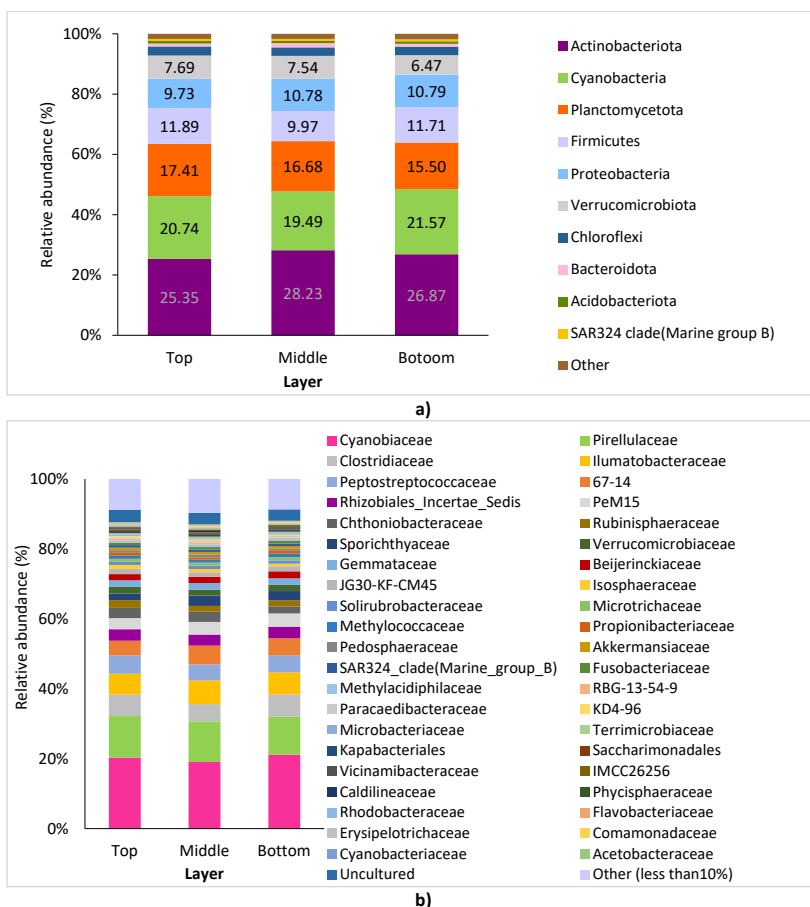 100%
80%
60%
40%
20%
0%
Relative abundance (%)
7.69 7.54 6.47
9.73 10.78 10.79
11.89 9.97 11.71
17.41 16.68 15.50
20.74 19.49 21.57
25.35 28.23 26.87
Top Middle Botoom
Layer
Actinobacteriota
Cyanobacteria
Planctomycetota
Firmicutes
Proteobacteria
Verrucomicrobiota
Chloroflexi
Bacteroidota
Acidobacteriota
SAR324 clade(Marine group B)
Other
a)
100%
80%
60%
40%
20%
0%
Relative abundance (%)
Top Middle Bottom
Layer
Cyanobiaceae Pirellulaceae
Clostridiaceae Ilumatobacteraceae
Peptostreptococcaceae 67-14
Rhizobiales_Incertae_Sedis PeM15
Chthoniobacteraceae Rubinisphaeraceae
Sporichthyaceae Verrucomicrobiaceae
Gemmataceae Beijerinckiaceae
JG30-KF-CM45 Isosphaeraceae
Solirubrobacteraceae Microtrichaceae
Methylococcaceae Propionibacteriaceae
Pedosphaeraceae Akkermansiaceae
SAR324_clade(Marine_group_B) Fusobacteriaceae
Methylacidiphilaceae RBG-13-54-9
Paracaedibacteraceae KD4-96
Microbacteriaceae Terrimicrobiaceae
Kapabacteriales Saccharimonadales
Vicinamibacteraceae IMCC26256
Caldilineaceae Phycisphaeraceae
Rhodobacteraceae Flavobacteriaceae
Erysipelotrichaceae Comamonadaceae
Cyanobacteriaceae Acetobacteraceae
Uncultured Other (less than10%)
b)